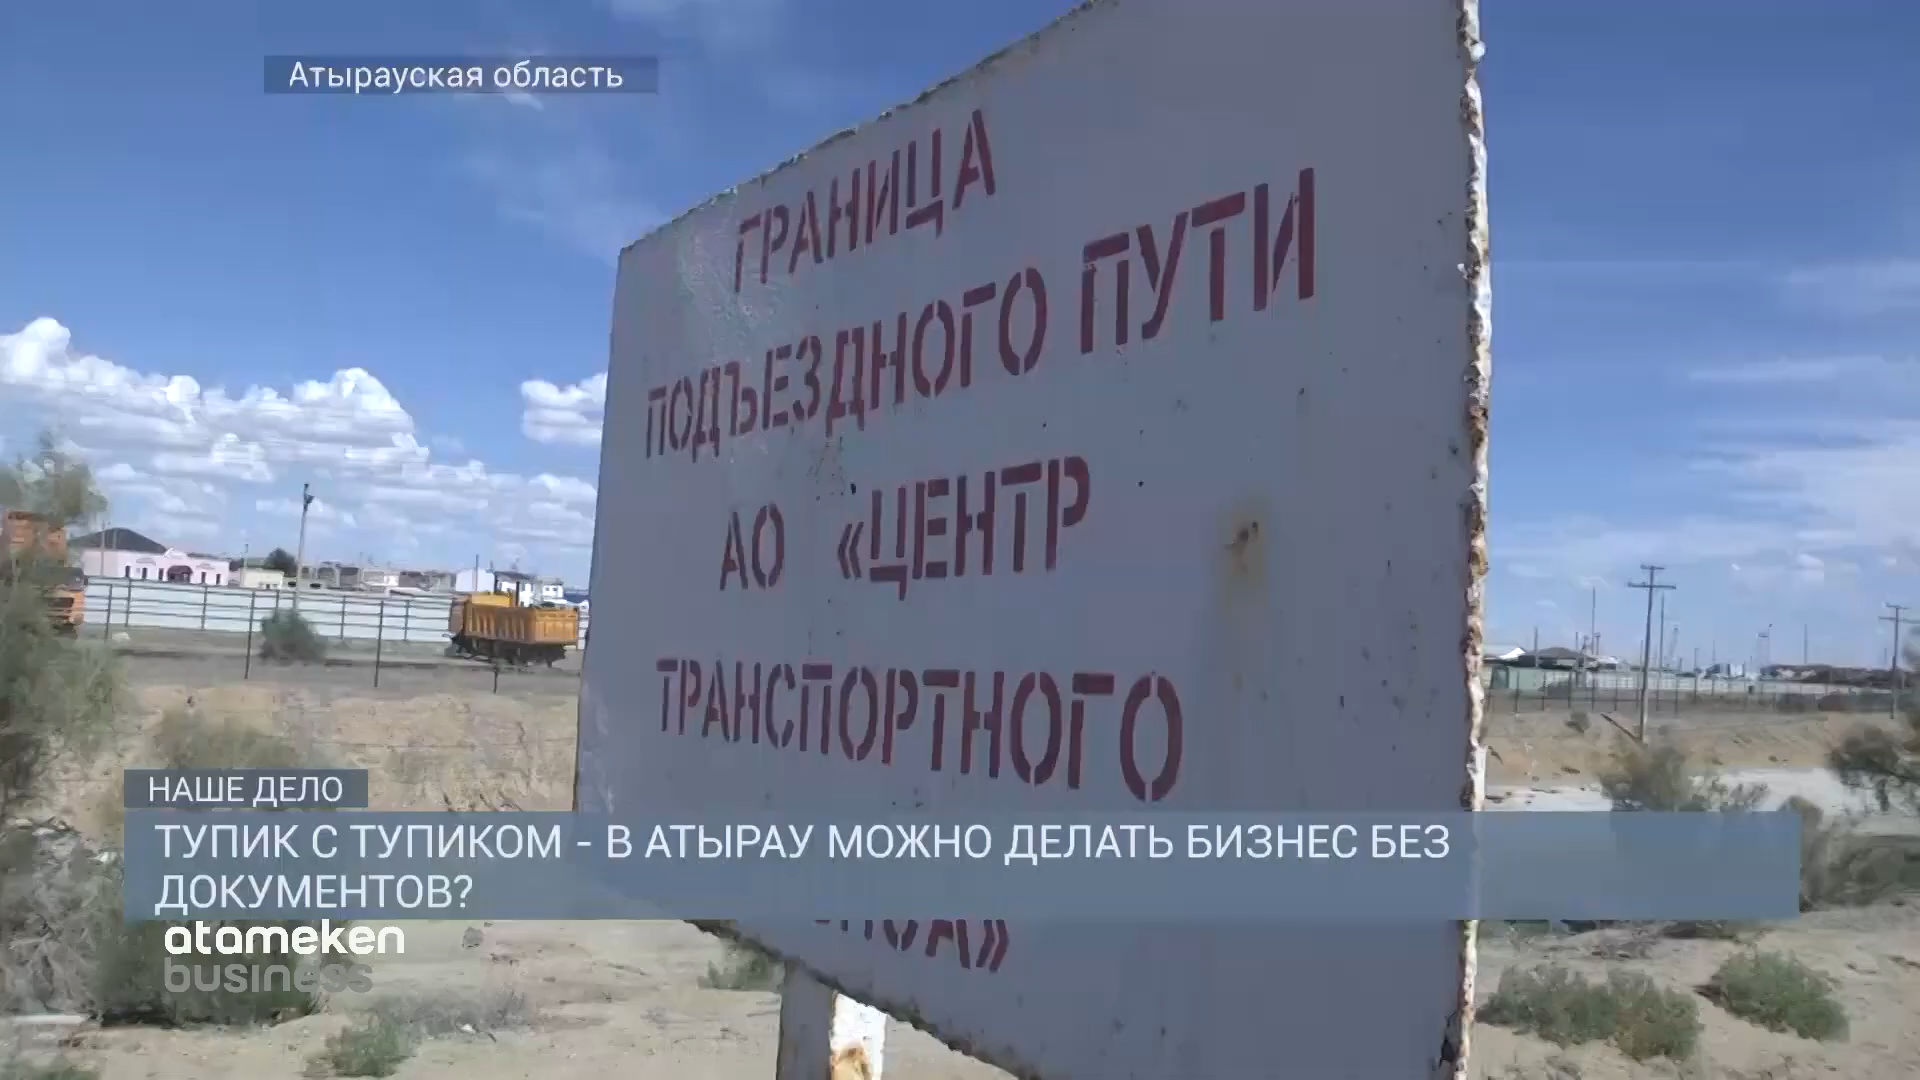 Атырауская область
ГРАНИЦА
ПОДЪЕЗДНОГО ПУТИ
АО «ЦЕНТР
ТРАНСПОРТНОГО
НАШЕ ДЕЛО
ТУПИК С ТУПИКОМ - В АТЫРАУ МОЖНО ДЕЛАТЬ БИЗНЕС БЕЗ
ДОКУМЕНТОВ?
atameken
business